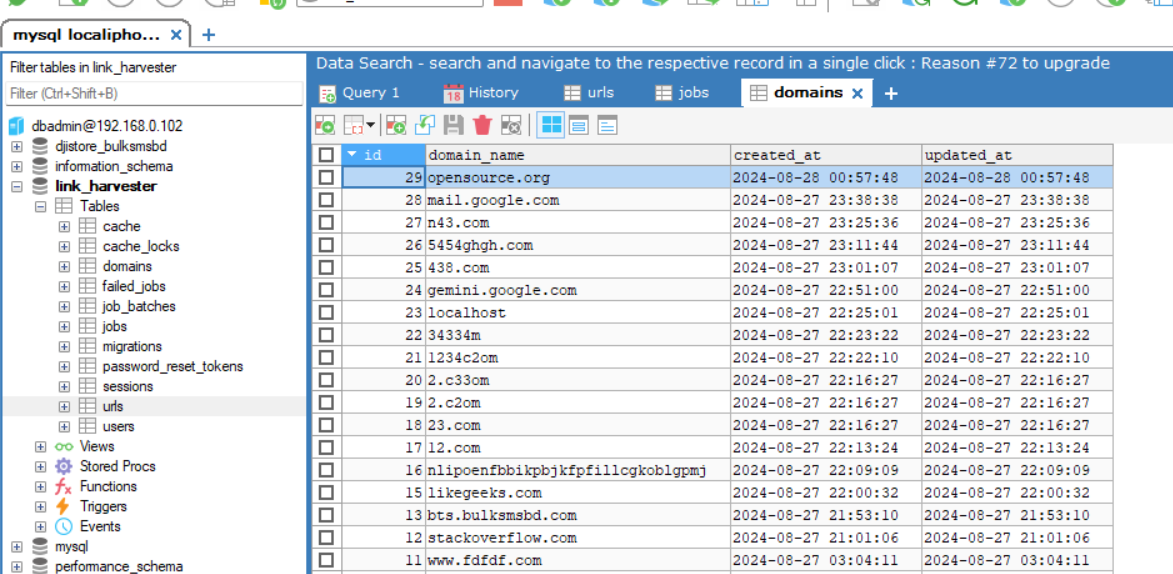 mysql localipho... × +
Filter tables in link_harvester
Filter (Ctrl+Shift+B)
dbadmin@192.168.0.102
djistore_bulksmsbd
information_schema
link_harvester
Tables
cache
cache_locks
domains
failed_jobs
job_batches
jobs
migrations
password_reset_tokens
sessions
urls
users
Views
Stored Procs
Functions
Triggers
Events
mysql
performance_schema
Data Search - search and navigate to the respective record in a single click : Reason #72 to upgrade
Query 1 18 History urls jobs domains × +
id domain_name created_at updated_at
29 opensource.org 2024-08-28 00:57:48 2024-08-28 00:57:48
28 mail.google.com 2024-08-27 23:38:38 2024-08-27 23:38:38
27 n43.com 2024-08-27 23:25:36 2024-08-27 23:25:36
26 5454ghgh.com 2024-08-27 23:11:44 2024-08-27 23:11:44
25 438.com 2024-08-27 23:01:07 2024-08-27 23:01:07
24 gemini.google.com 2024-08-27 22:51:00 2024-08-27 22:51:00
23 localhost 2024-08-27 22:25:01 2024-08-27 22:25:01
22 34334m 2024-08-27 22:23:22 2024-08-27 22:23:22
21 1234c2om 2024-08-27 22:22:10 2024-08-27 22:22:10
20 2.c33om 2024-08-27 22:16:27 2024-08-27 22:16:27
19 2.c2om 2024-08-27 22:16:27 2024-08-27 22:16:27
18 23.com 2024-08-27 22:16:27 2024-08-27 22:16:27
17 12.com 2024-08-27 22:13:24 2024-08-27 22:13:24
16 nlipoenfbbikpbjkfpfillcgkoblgpmj 2024-08-27 22:09:09 2024-08-27 22:09:09
15 likegeeks.com 2024-08-27 22:00:32 2024-08-27 22:00:32
13 bts.bulksmsbd.com 2024-08-27 21:53:10 2024-08-27 21:53:10
12 stackoverflow.com 2024-08-27 21:01:06 2024-08-27 21:01:06
11 www.fdfdf.com 2024-08-27 03:04:11 2024-08-27 03:04:11